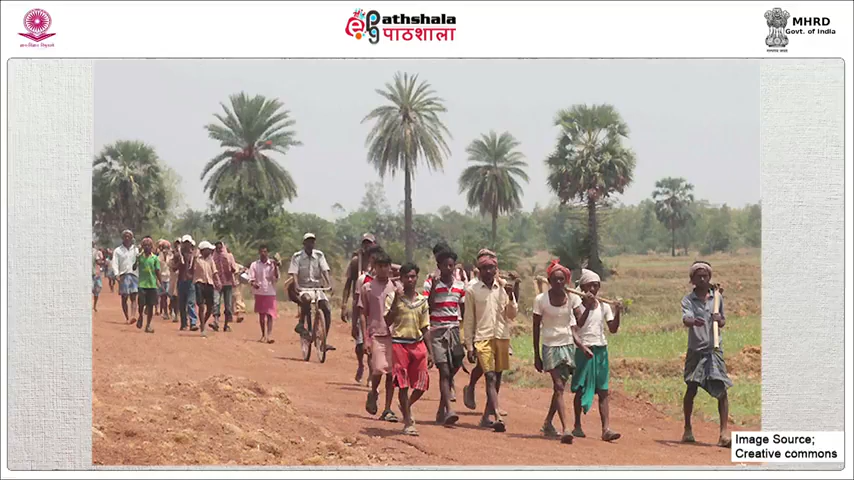 ePathshala
पाठशाला
MHRD
Govt. of India
Image Source;
Creative commons